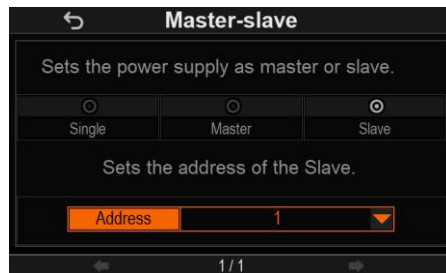 Master-slave
Sets the power supply as master or slave.
Single Master Slave
Sets the address of the Slave.
Address 1
1 / 1